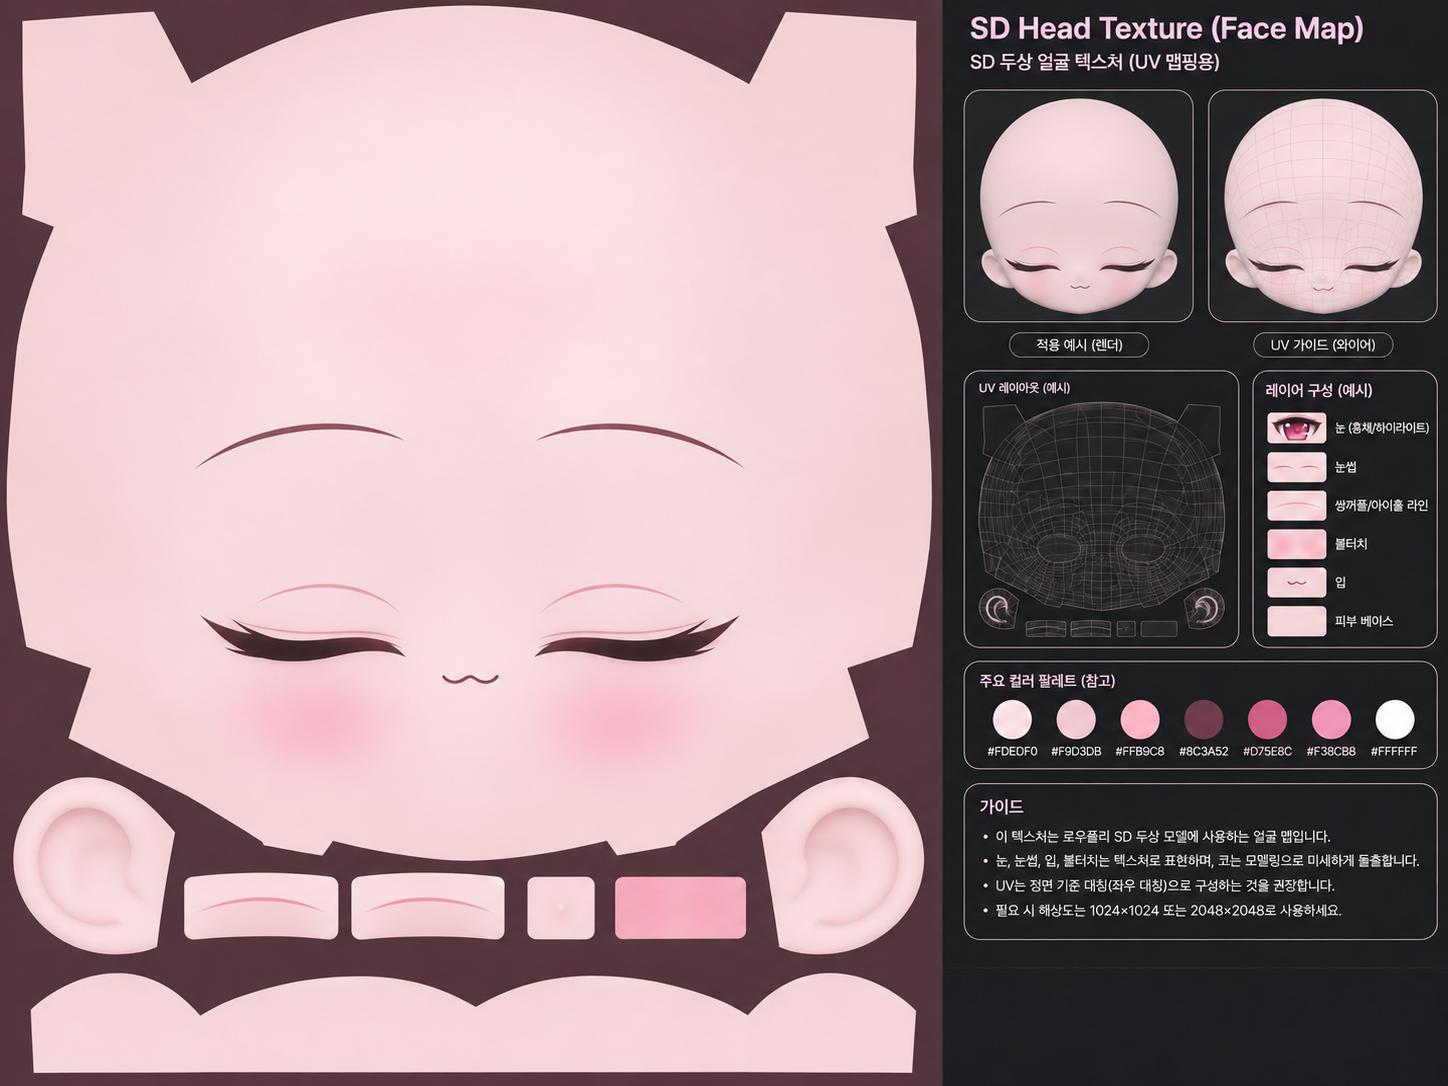 SD Head Texture (Face Map)
SD 두상 얼굴 텍스처 (UV 맵핑용)
적용 예시 (렌더)
UV 가이드 (와이어)
UV 레이아웃 (예시)
레이어 구성 (예시)
눈 (홍채/하이라이트)
눈썹
쌍꺼플/아이홀 라인
볼터치
입
피부 베이스
주요 컬러 팔레트 (참고)
#FDEDF0 #F9D3DB #FFB9C8 #8C3A52 #D75E8C #F38CB8 #FFFFFF
가이드
• 이 텍스처는 로우폴리 SD 두상 모델에 사용하는 얼굴 맵입니다.
• 눈, 눈썹, 입, 볼터치는 텍스처로 표현하며, 코는 모델링으로 미세하게 돌출합니다.
• UV는 정면 기준 대칭(좌우 대칭)으로 구성하는 것을 권장합니다.
• 필요 시 해상도는 1024×1024 또는 2048×2048로 사용하세요.